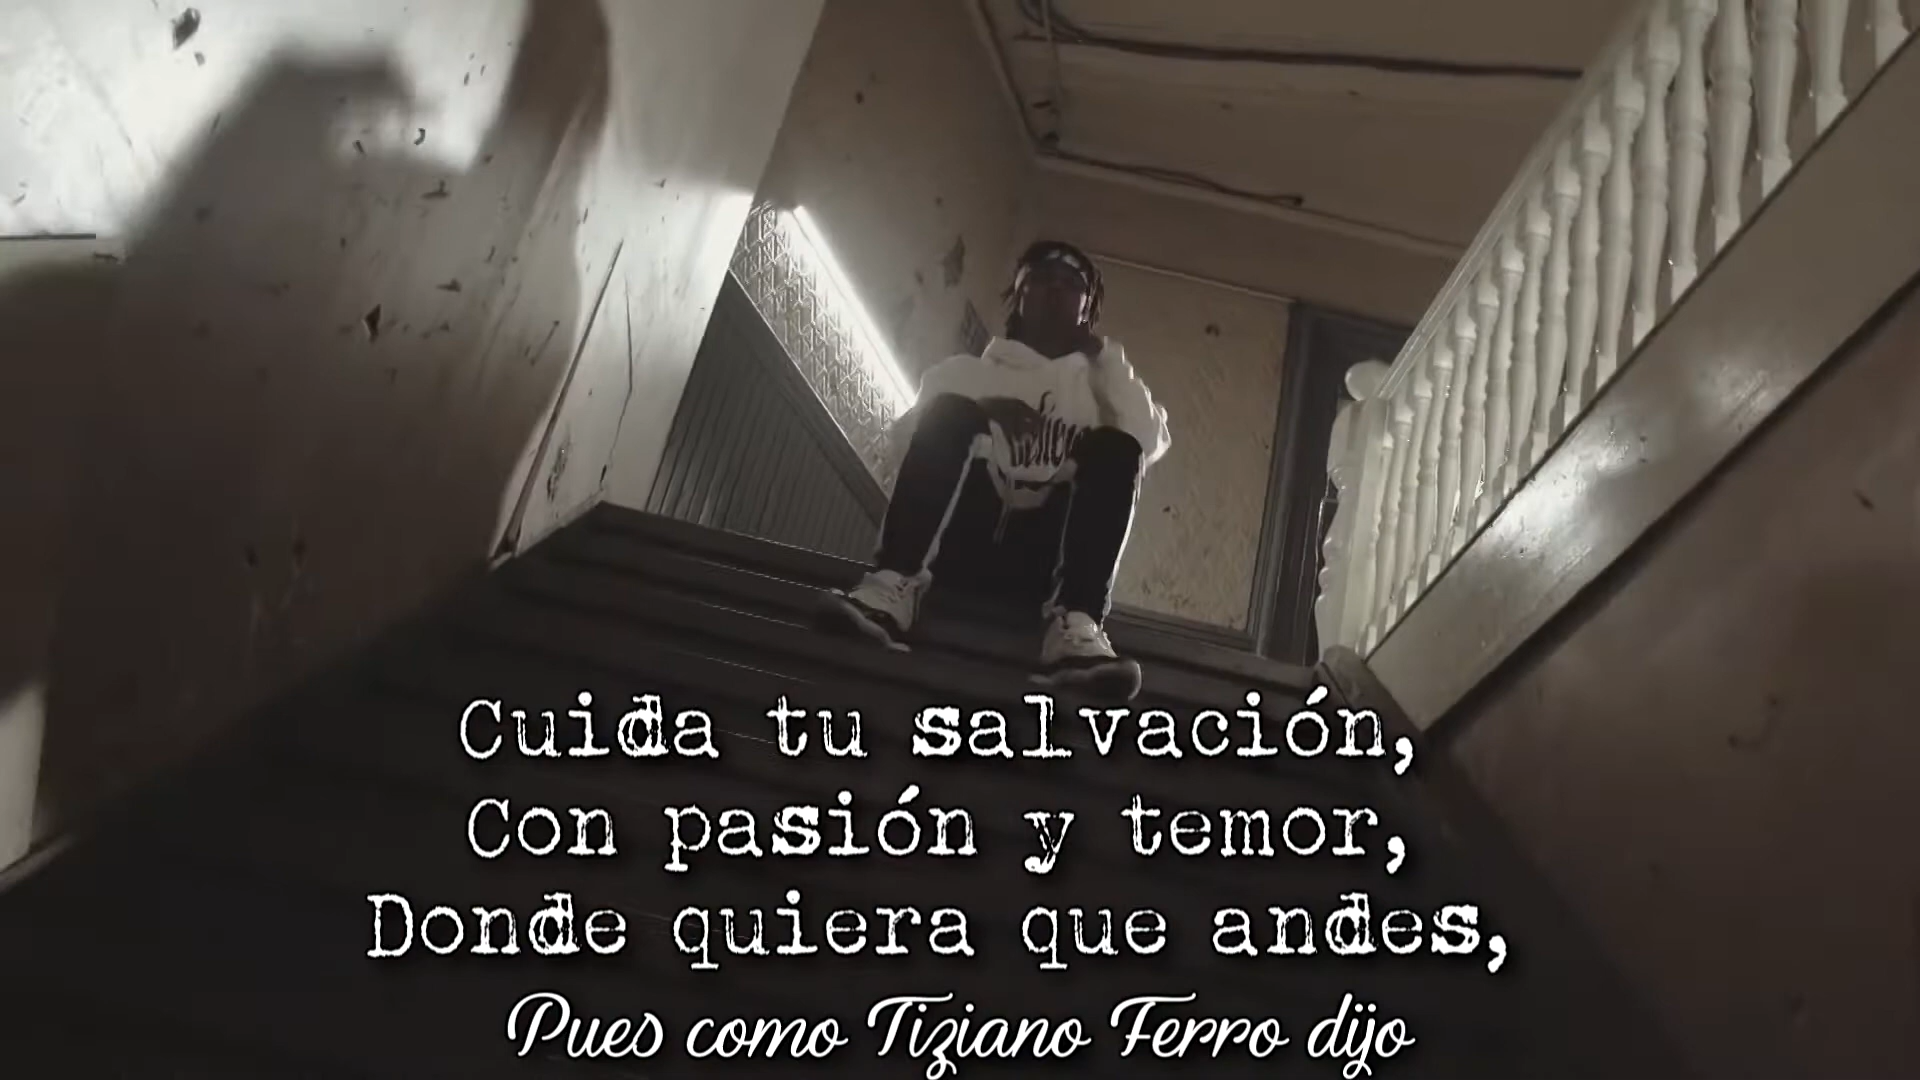 Cuida tu salvación,
Con pasión y temor,
Donde quiera que andes,
Pues como Tiziano Ferro dijo